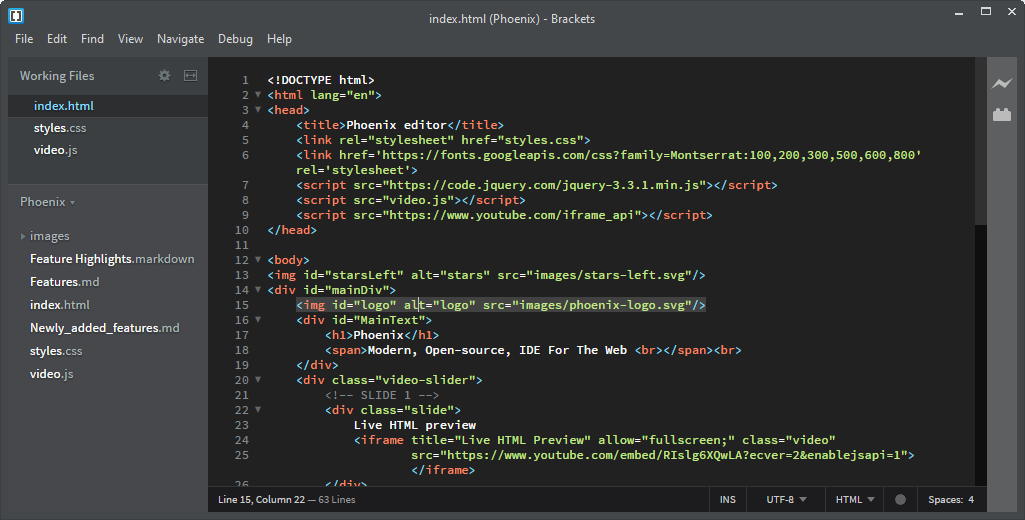 index.html (Phoenix) - Brackets
File Edit Find View Navigate Debug Help
Working Files
index.html
styles.css
video.js
Phoenix
images
Feature Highlights.markdown
Features.md
index.html
Newly_added_features.md
styles.css
video.js
1 <!DOCTYPE html>
2 <html lang="en">
3 <head>
4 <title>Phoenix editor</title>
5 <link rel="stylesheet" href="styles.css">
6 <link href='https://fonts.googleapis.com/css?family=Montserrat:100,200,300,500,600,800'
rel='stylesheet'>
7 <script src="https://code.jquery.com/jquery-3.3.1.min.js"></script>
8 <script src="video.js"></script>
9 <script src="https://www.youtube.com/iframe_api"></script>
10 </head>
11
12 <body>
13 <img id="starsLeft" alt="stars" src="images/stars-left.svg"/>
14 <div id="mainDiv">
15 <img id="logo" alt="logo" src="images/phoenix-logo.svg"/>
16 <div id="MainText">
17 <h1>Phoenix</h1>
18 <span>Modern, Open-source, IDE For The Web <br></span><br>
19 </div>
20 <div class="video-slider">
21 <!-- SLIDE 1 -->
22 <div class="slide">
23 Live HTML preview
24 <iframe title="Live HTML Preview" allow="fullscreen;" class="video"
25 src="https://www.youtube.com/embed/RIslg6XQwLA?ecver=2&enablejsapi=1">
</iframe>
26 </div>
Line 15, Column 22 — 63 Lines
INS UTF-8 HTML Spaces: 4